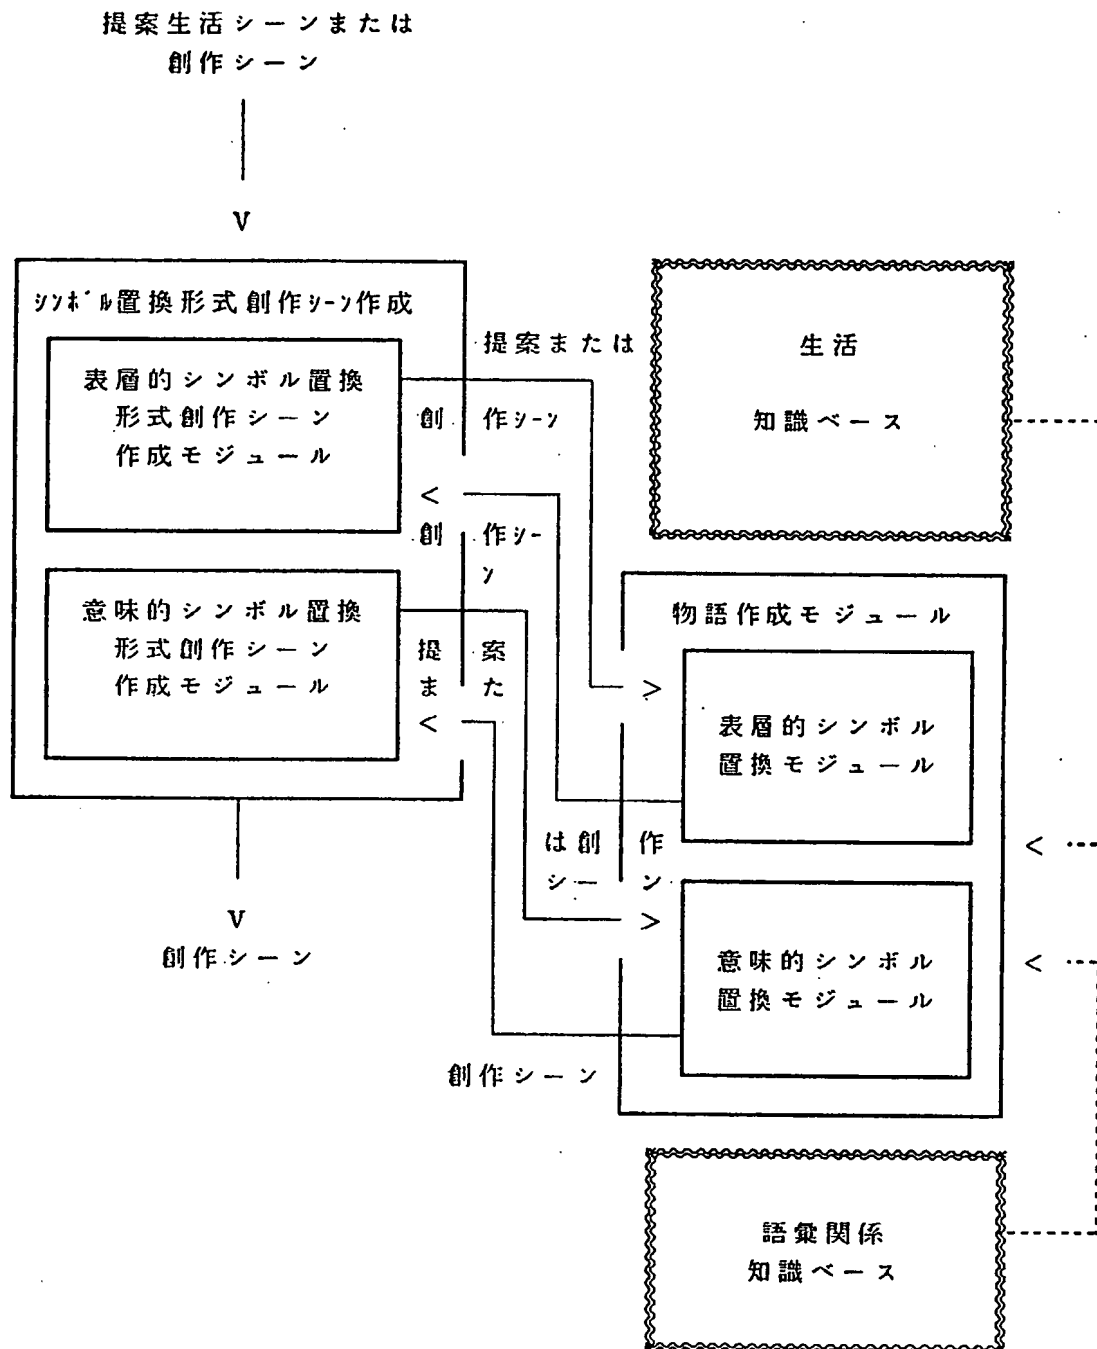 提案生活シーンまたは
創作シーン
V
ｼﾝﾎﾞﾙ置換形式創作ｼｰﾝ作成
表層的シンボル置換
形式創作シーン
作成モジュール
意味的シンボル置換
形式創作シーン
作成モジュール
V
創作シーン
提案または
創作ｼｰﾝ
<
創作ｼｰ
ﾝ
提案
また
<
は創作
シーン
>
>
創作シーン
生活
知識ベース
物語作成モジュール
表層的シンボル
置換モジュール
意味的シンボル
置換モジュール
<
<
語彙関係
知識ベース